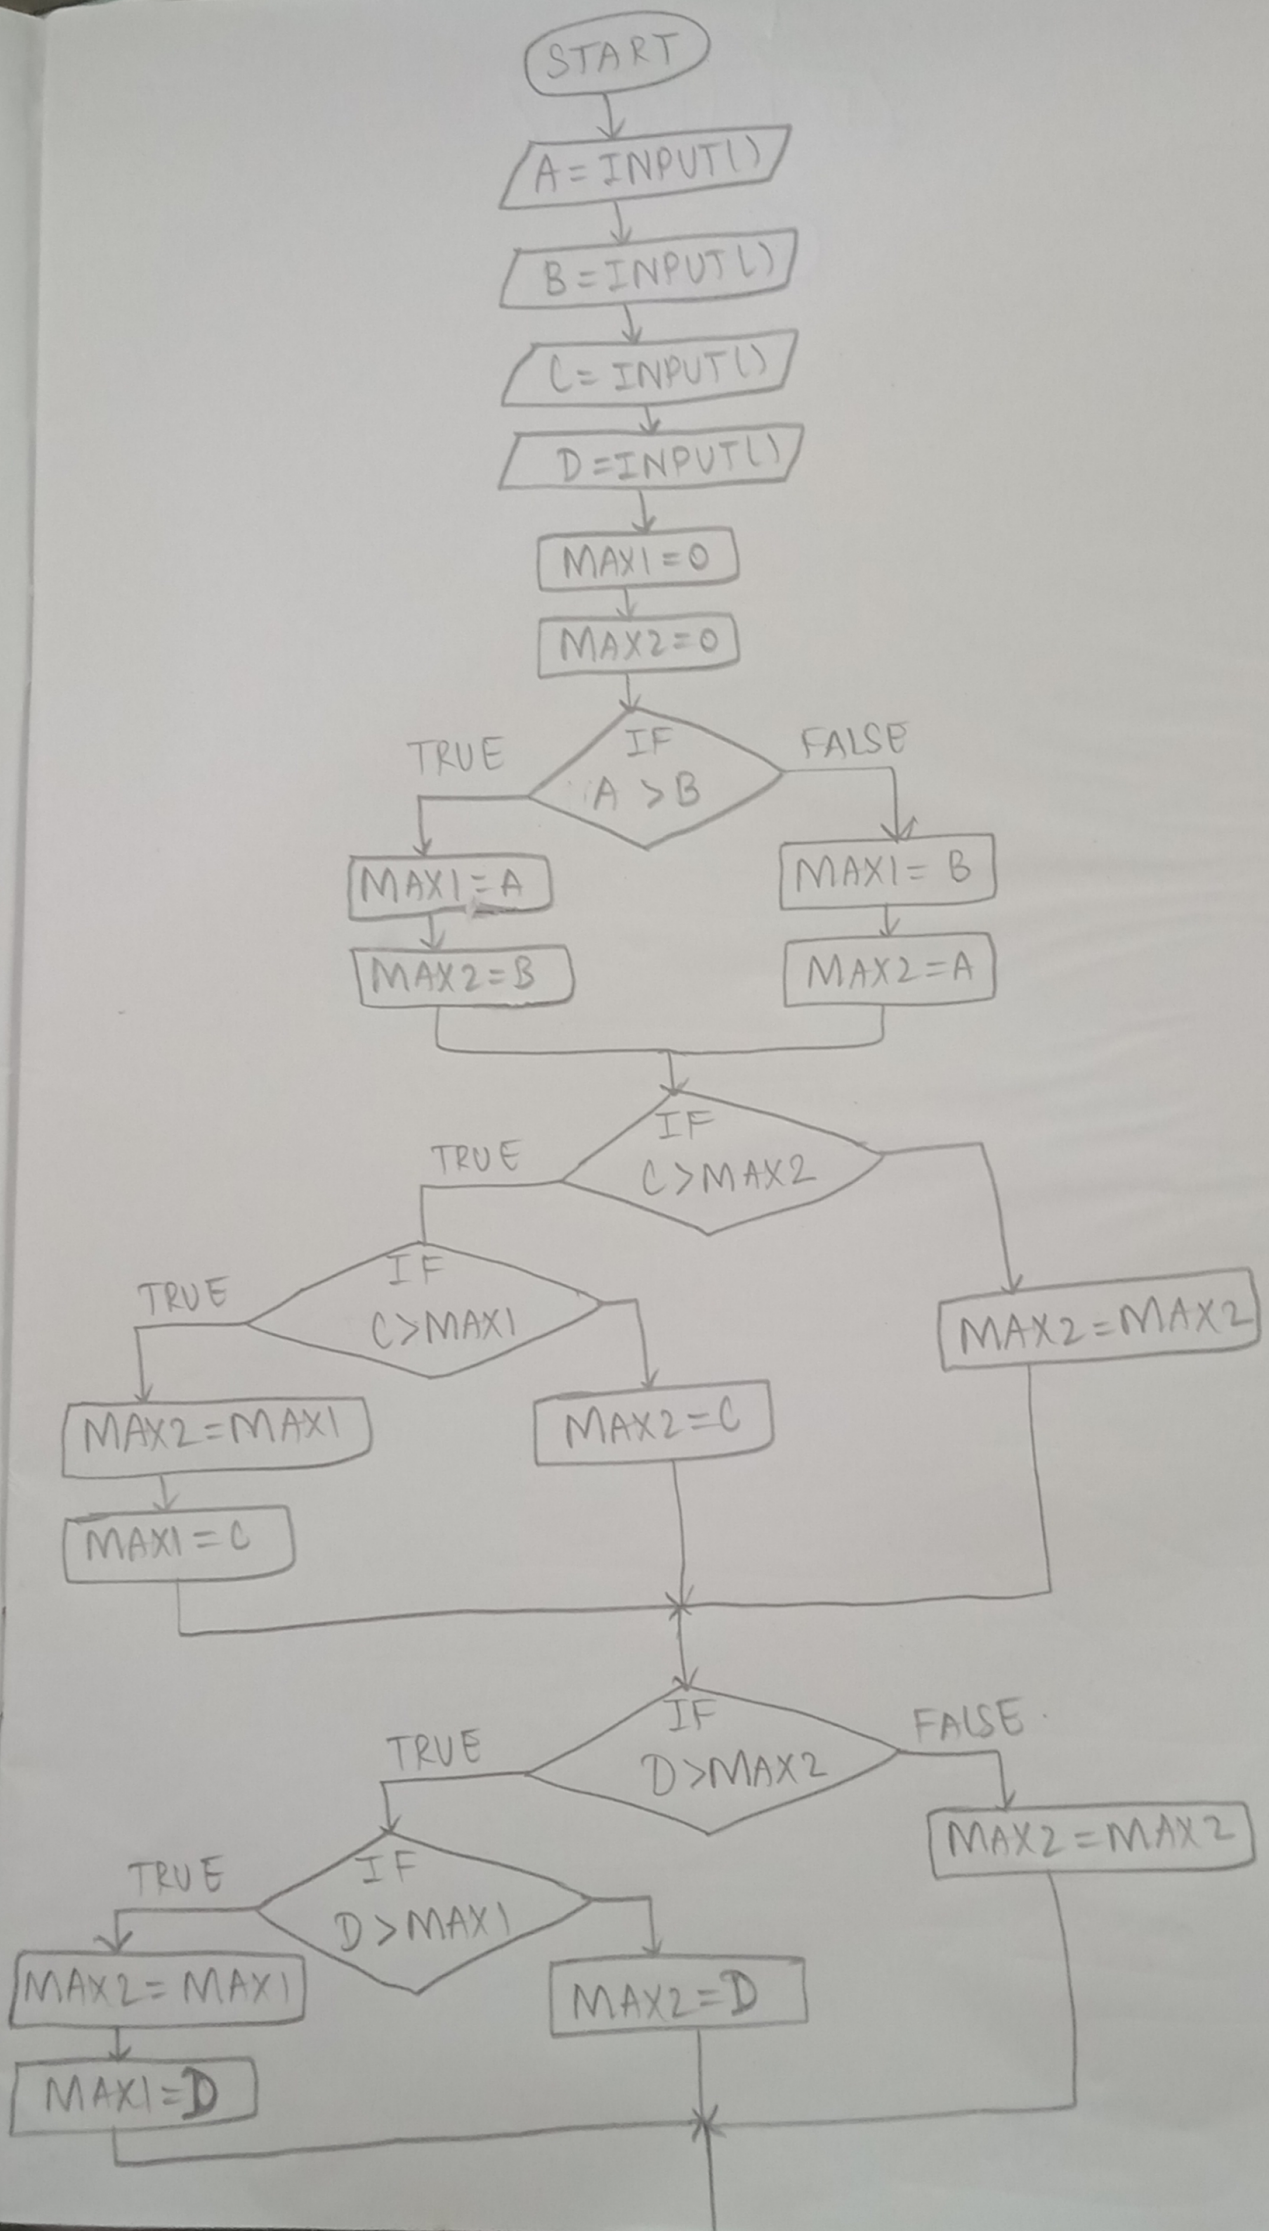 START
A=INPUT()
B=INPUT()
C=INPUT()
D=INPUT()
MAX1=0
MAX2=0
TRUE
IF
A>B
FALSE
MAX1=A
MAX2=B
MAX1=B
MAX2=A
TRUE
IF
C>MAX2
TRUE
IF
C>MAX1
MAX2=MAX1
MAX1=C
MAX2=C
MAX2=MAX2
TRUE
IF
D>MAX2
FALSE
TRUE
IF
D>MAX1
MAX2=MAX1
MAX1=D
MAX2=D
MAX2=MAX2